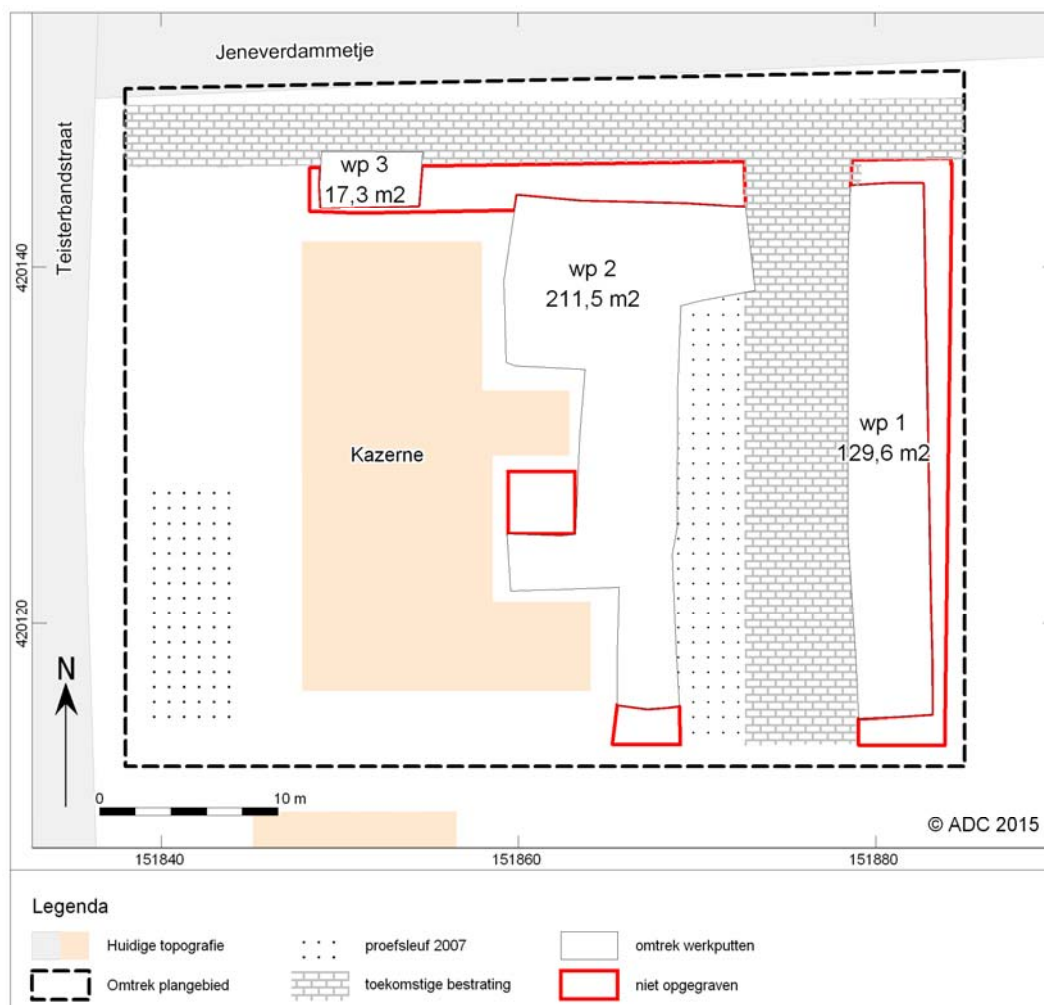 Jeneverdammetje
Teisterbandstraat
wp 3
17,3 m2
wp 2
211,5 m2
wp 1
129,6 m2
Kazerne
420140
420120
N
0 10 m
© ADC 2015
151840 151860 151880
Legenda
Huidige topografie proefsleuf 2007 omtrek werkputten
Omtrek plangebied toekomstige bestrating niet opgegraven